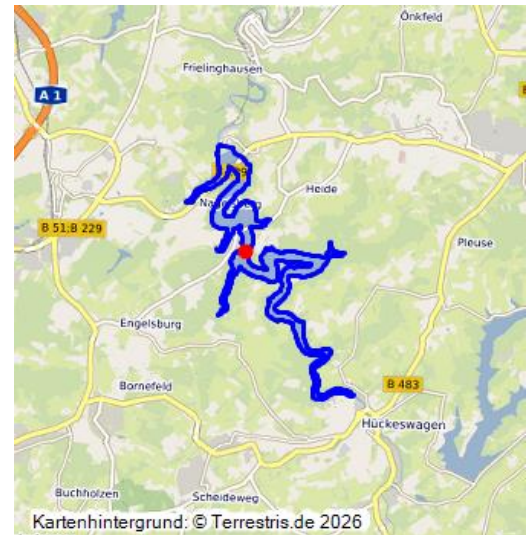 Önkfeld
Frielinghausen
A 1
Heide
B 51;B 229
Pleuse
Engelsburg
B 483
Bornefeld
Hückeswagen
Buchholzen
Scheideweg
Kartenhintergrund: © Terrestris.de 2026